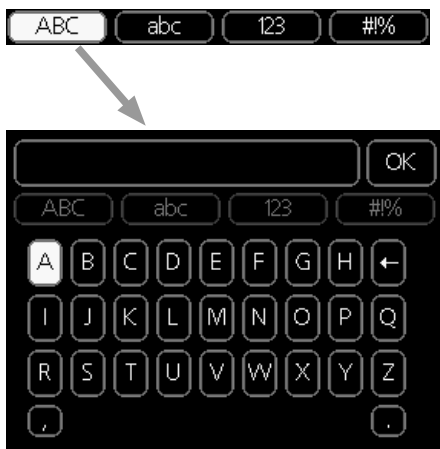 ABC abc 123 #!%
OK
ABC abc 123 #!%
A B C D E F G H ←
I J K L M N O P Q
R S T U V W X Y Z
, .